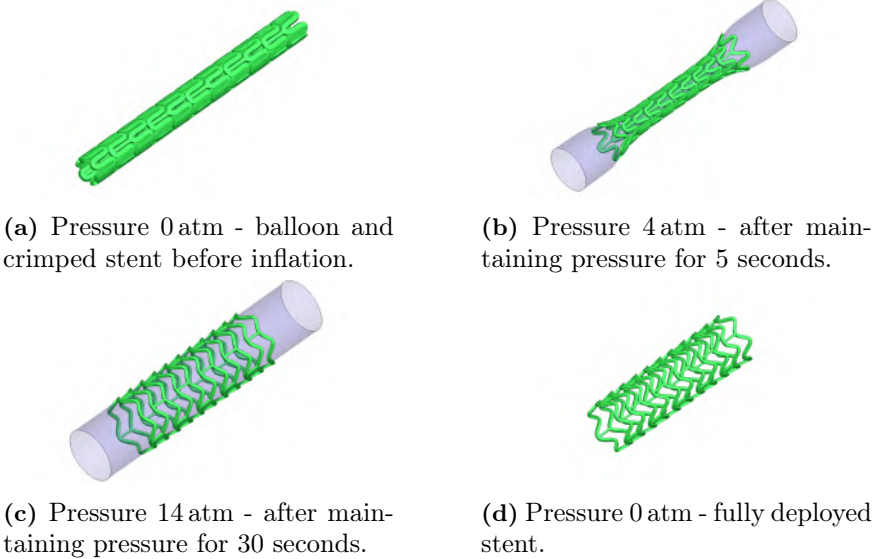 (a) Pressure 0 atm - balloon and
crimped stent before inflation.
(b) Pressure 4 atm - after main-
taining pressure for 5 seconds.
(c) Pressure 14 atm - after main-
taining pressure for 30 seconds.
(d) Pressure 0 atm - fully deployed
stent.